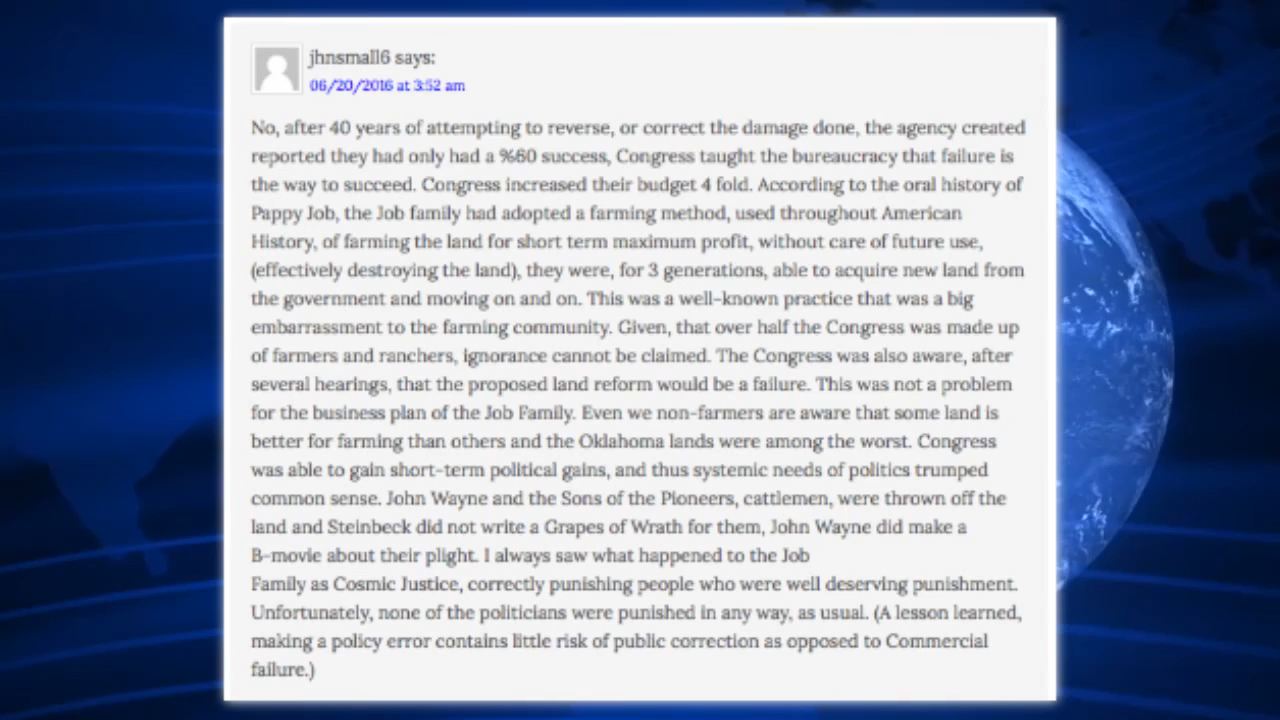 jhnsmall6 says:
06/20/2016 at 3:52 am
No, after 40 years of attempting to reverse, or correct the damage done, the agency created
reported they had only had a %60 success, Congress taught the bureaucracy that failure is
the way to succeed. Congress increased their budget 4 fold. According to the oral history of
Pappy Job, the Job family had adopted a farming method, used throughout American
History, of farming the land for short term maximum profit, without care of future use,
(effectively destroying the land), they were, for 3 generations, able to acquire new land from
the government and moving on and on. This was a well-known practice that was a big
embarrassment to the farming community. Given, that over half the Congress was made up
of farmers and ranchers, ignorance cannot be claimed. The Congress was also aware, after
several hearings, that the proposed land reform would be a failure. This was not a problem
for the business plan of the Job Family. Even we non-farmers are aware that some land is
better for farming than others and the Oklahoma lands were among the worst. Congress
was able to gain short-term political gains, and thus systemic needs of politics trumped
common sense. John Wayne and the Sons of the Pioneers, cattlemen, were thrown off the
land and Steinbeck did not write a Grapes of Wrath for them, John Wayne did make a
B-movie about their plight. I always saw what happened to the Job
Family as Cosmic Justice, correctly punishing people who were well deserving punishment.
Unfortunately, none of the politicians were punished in any way, as usual. (A lesson learned,
making a policy error contains little risk of public correction as opposed to Commercial
failure.)